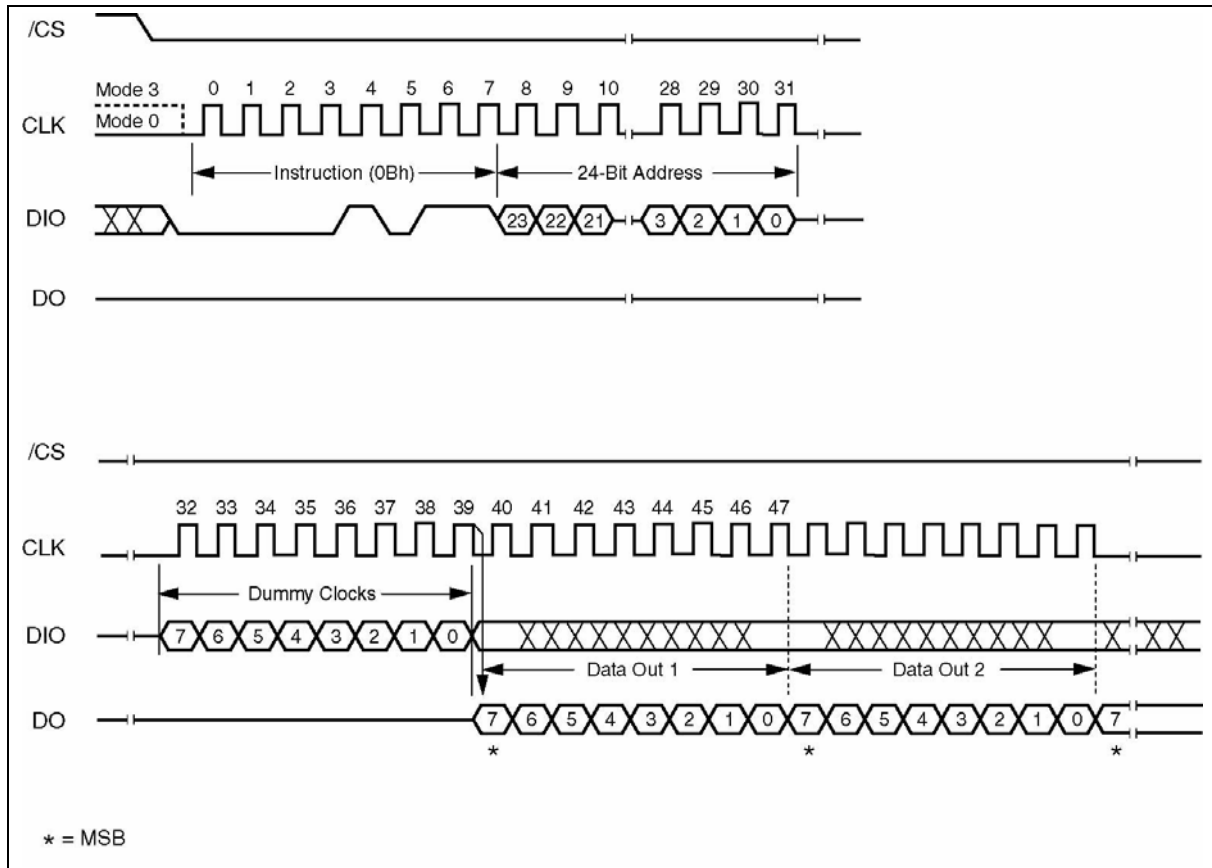 /CS
Mode 3 0 1 2 3 4 5 6 7 8 9 10 28 29 30 31
CLK Mode 0
Instruction (0Bh) 24-Bit Address
DIO 23 22 21 3 2 1 0
DO
/CS
32 33 34 35 36 37 38 39 40 41 42 43 44 45 46 47
CLK
Dummy Clocks
DIO 7 6 5 4 3 2 1 0
Data Out 1 Data Out 2
DO 7 6 5 4 3 2 1 0 7 6 5 4 3 2 1 0 7
* * *
* = MSB